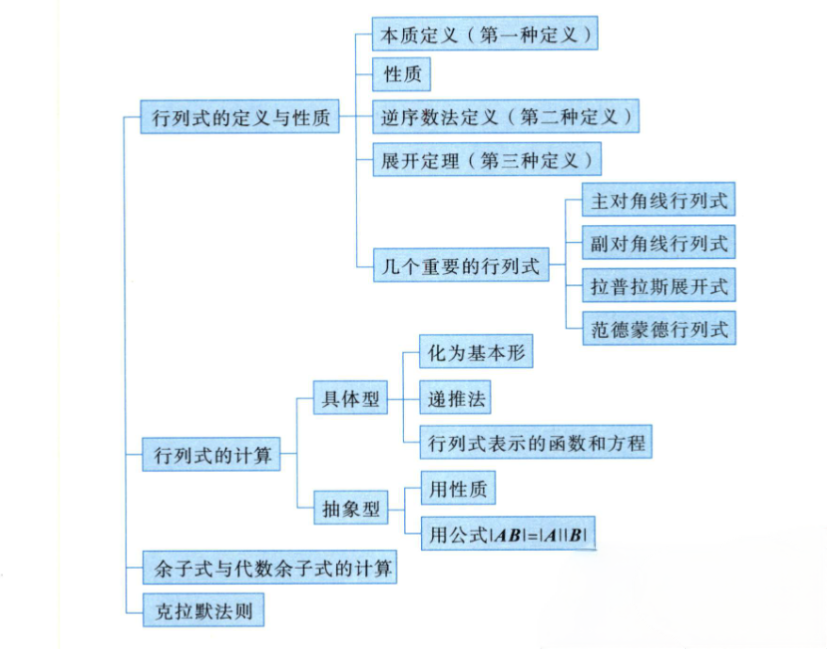 行列式的定义与性质
本质定义（第一种定义）
性质
逆序数法定义（第二种定义）
展开定理（第三种定义）
几个重要的行列式
主对角线行列式
副对角线行列式
拉普拉斯展开式
范德蒙德行列式
行列式的计算
具体型
化为基本形
递推法
行列式表示的函数和方程
抽象型
用性质
用公式|AB|=|A||B|
余子式与代数余子式的计算
克拉默法则